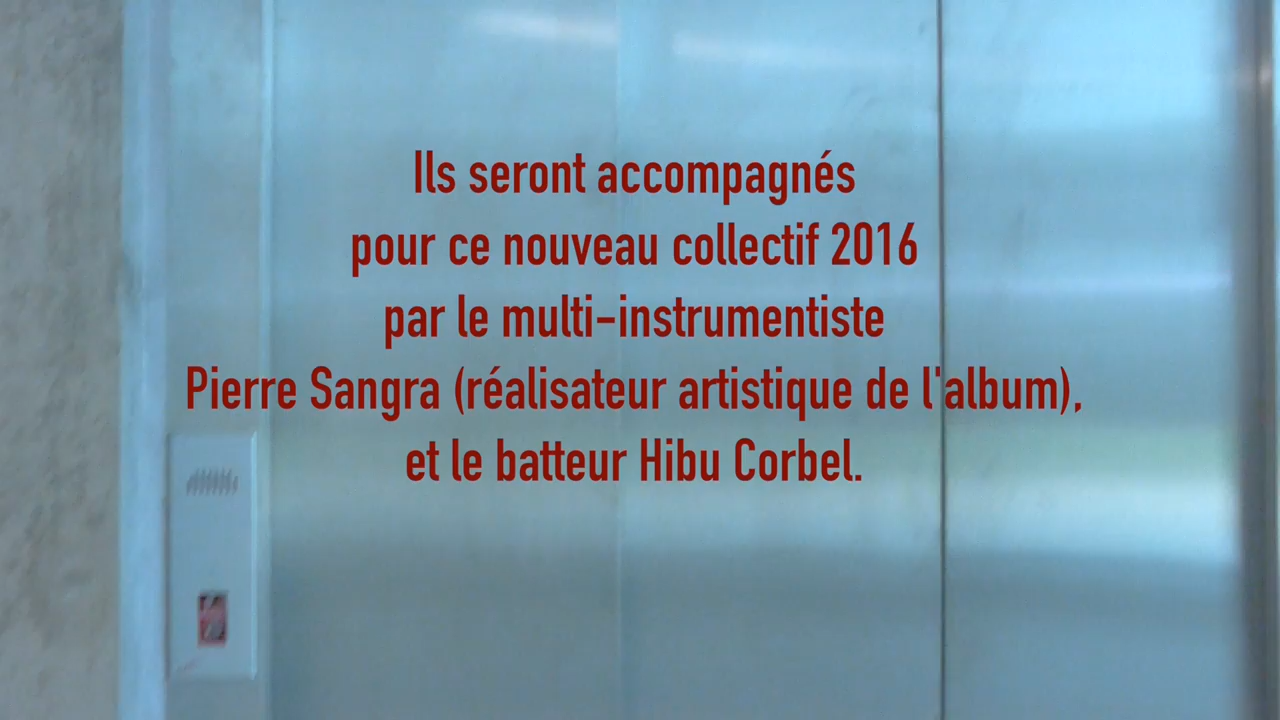 Ils seront accompagnés
pour ce nouveau collectif 2016
par le multi-instrumentiste
Pierre Sangra (réalisateur artistique de l'album),
et le batteur Hibu Corbel.